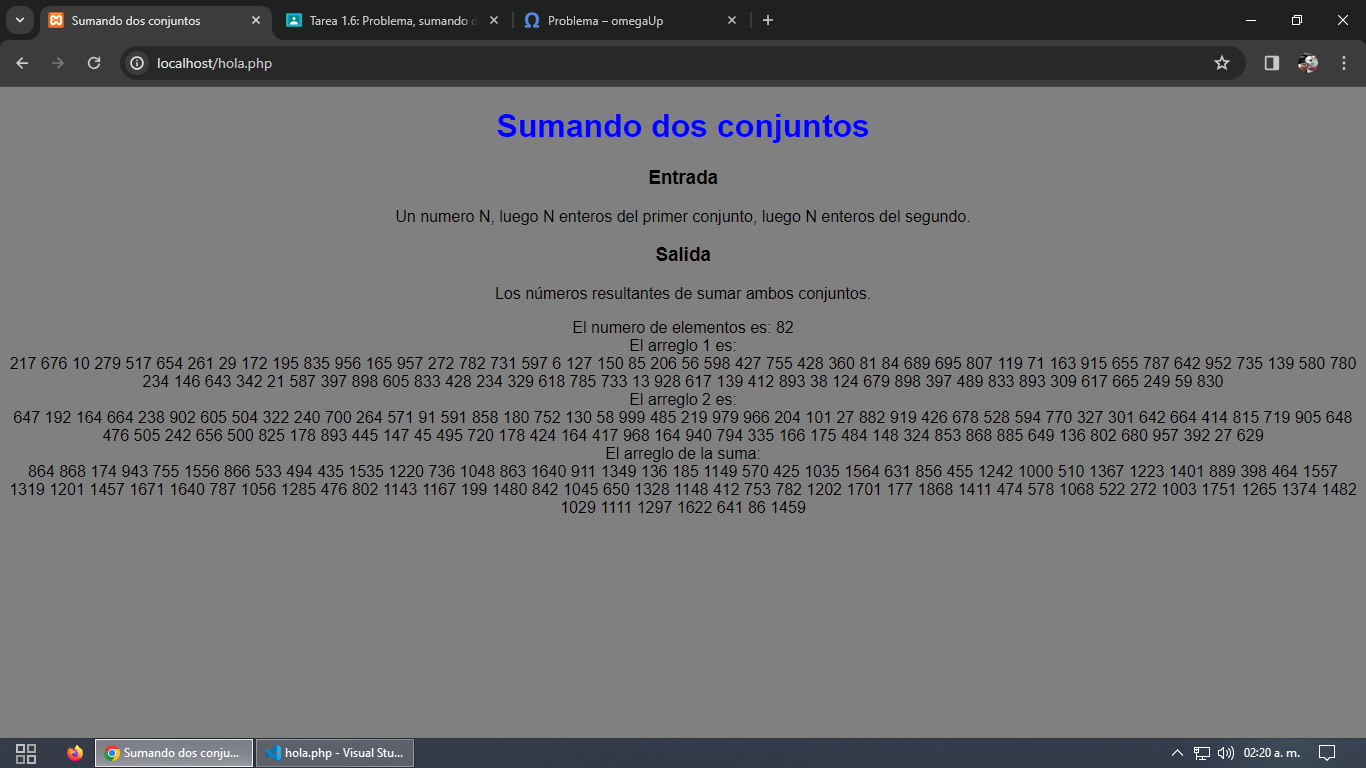 Sumando dos conjuntos
Tarea 1.6: Problema, sumando d
Problema – omegaUp
localhost/hola.php
Sumando dos conjuntos
Entrada
Un numero N, luego N enteros del primer conjunto, luego N enteros del segundo.
Salida
Los números resultantes de sumar ambos conjuntos.
El numero de elementos es: 82
El arreglo 1 es:
217 676 10 279 517 654 261 29 172 195 835 956 165 957 272 782 731 597 6 127 150 85 206 56 598 427 755 428 360 81 84 689 695 807 119 71 163 915 655 787 642 952 735 139 580 780
234 146 643 342 21 587 397 898 605 833 428 234 329 618 785 733 13 928 617 139 412 893 38 124 679 898 397 489 833 893 309 617 665 249 59 830
El arreglo 2 es:
647 192 164 664 238 902 605 504 322 240 700 264 571 91 591 858 180 752 130 58 999 485 219 979 966 204 101 27 882 919 426 678 528 594 770 327 301 642 664 414 815 719 905 648
476 505 242 656 500 825 178 893 445 147 45 495 720 178 424 164 417 968 164 940 794 335 166 175 484 148 324 853 868 885 649 136 802 680 957 392 27 629
El arreglo de la suma:
864 868 174 943 755 1556 866 533 494 435 1535 1220 736 1048 863 1640 911 1349 136 185 1149 570 425 1035 1564 631 856 455 1242 1000 510 1367 1223 1401 889 398 464 1557
1319 1201 1457 1671 1640 787 1056 1285 476 802 1143 1167 199 1480 842 1045 650 1328 1148 412 753 782 1202 1701 177 1868 1411 474 578 1068 522 272 1003 1751 1265 1374 1482
1029 1111 1297 1622 641 86 1459
Sumando dos conju...
hola.php - Visual Stu...
02:20 a. m.